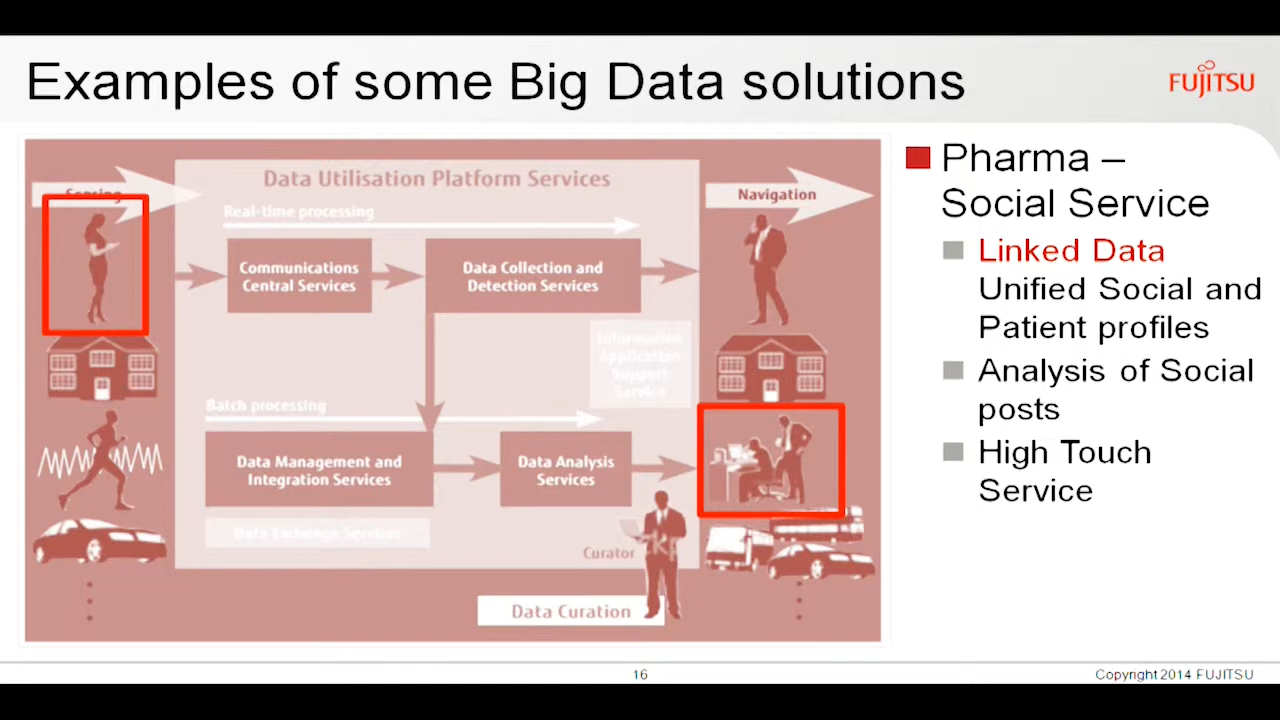 Examples of some Big Data solutions
FUJITSU
Sensing
Data Utilisation Platform Services
Real-time processing
Communications
Central Services
Data Collection and
Detection Services
Navigation
Information
Application
Support
Service
Batch processing
Data Management and
Integration Services
Data Analysis
Services
Data Exchange Services
Curator
Data Curation
Pharma –
Social Service
Linked Data
Unified Social and
Patient profiles
Analysis of Social
posts
High Touch
Service
16
Copyright 2014 FUJITSU